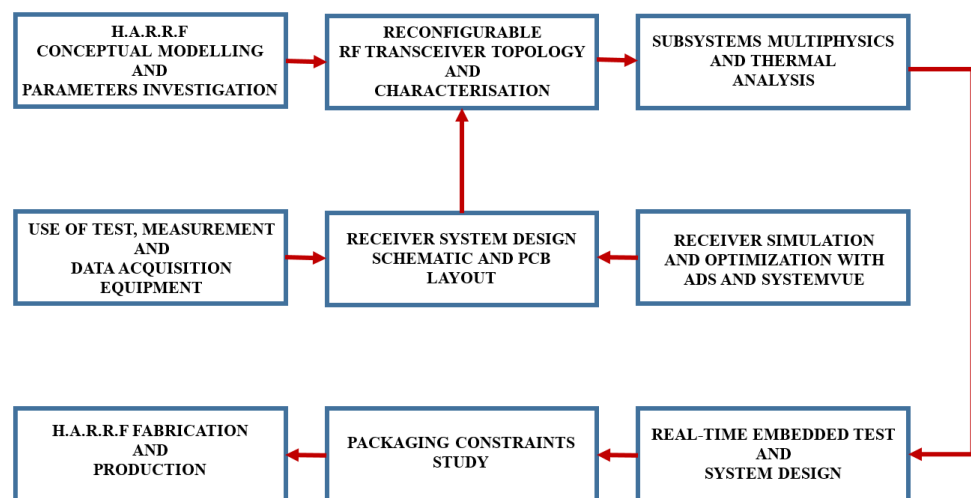 H.A.R.R.F
CONCEPTUAL MODELLING
AND
PARAMETERS INVESTIGATION
RECONFIGURABLE
RF TRANSCEIVER TOPOLOGY
AND
CHARACTERISATION
SUBSYSTEMS MULTIPHYSICS
AND THERMAL
ANALYSIS
USE OF TEST, MEASUREMENT
AND
DATA ACQUISITION
EQUIPMENT
RECEIVER SYSTEM DESIGN
SCHEMATIC AND PCB
LAYOUT
RECEIVER SIMULATION
AND OPTIMIZATION WITH
ADS AND SYSTEMVUE
H.A.R.R.F FABRICATION
AND
PRODUCTION
PACKAGING CONSTRAINTS
STUDY
REAL-TIME EMBEDDED TEST
AND
SYSTEM DESIGN